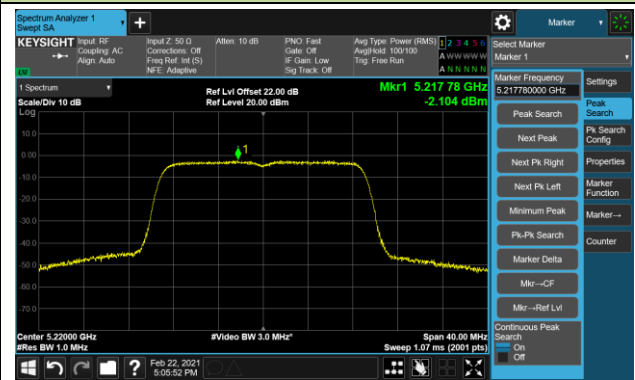 Spectrum Analyzer 1
Swept SA
+
Marker
KEYSIGHT
Input: RF
Coupling: AC
Align: Auto
Input Z: 50 Ω
Corrections: Off
Freq Ref: Int (S)
NFE: Adaptive
Atten: 10 dB
PNO: Fast
Gate: Off
IF Gain: Low
Sig Track: Off
Avg Type: Power (RMS)
Avg|Hold: 100/100
Trig: Free Run
1 2 3 4 5 6
A W W W W W
A N N N N N
Select Marker
Marker 1
1 Spectrum
Scale/Div 10 dB
Log
Ref Lvl Offset 22.00 dB
Ref Level 20.00 dBm
Mkr1 5.217 78 GHz
-2.104 dBm
10.0
0.00
-10.0
-20.0
-30.0
-40.0
-50.0
-60.0
-70.0
1
Center 5.22000 GHz
#Res BW 1.0 MHz
#Video BW 3.0 MHz*
Span 40.00 MHz
Sweep 1.07 ms (2001 pts)
Marker Frequency
5.217780000 GHz
Peak Search
Next Peak
Next Pk Right
Next Pk Left
Minimum Peak
Pk-Pk Search
Marker Delta
Mkr→CF
Mkr→Ref Lvl
Continuous Peak
Search
On
Off
Settings
Peak
Search
Pk Search
Config
Properties
Marker
Function
Marker→
Counter
?
Feb 22, 2021
5:05:52 PM